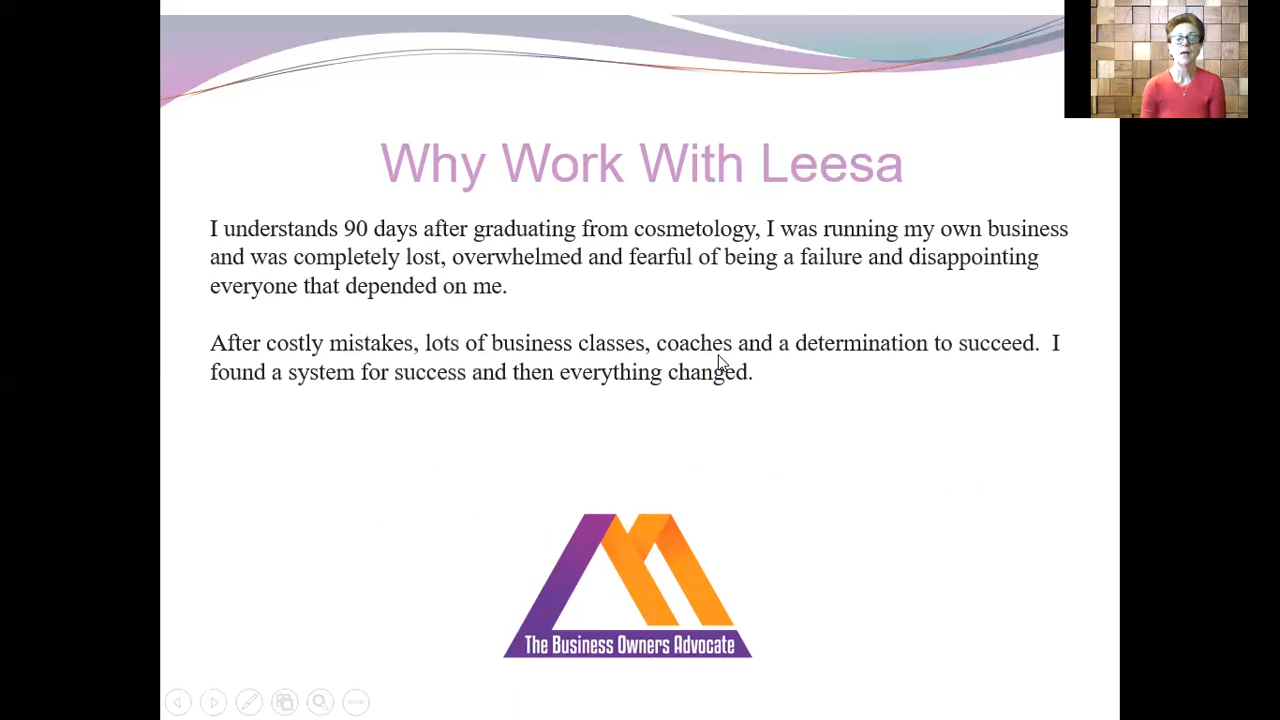 Why Work With Leesa
I understands 90 days after graduating from cosmetology, I was running my own business
and was completely lost, overwhelmed and fearful of being a failure and disappointing
everyone that depended on me.
After costly mistakes, lots of business classes, coaches and a determination to succeed.  I
found a system for success and then everything changed.
The Business Owners Advocate